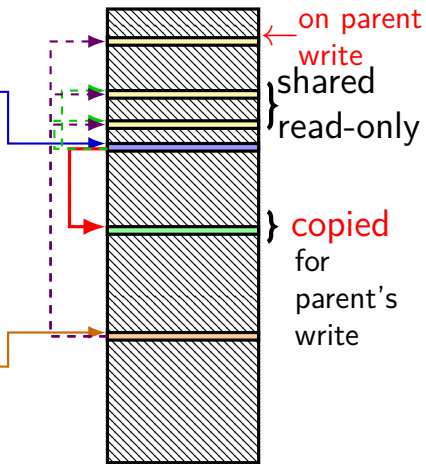 on parent
write
shared
read-only
copied
for
parent's
write